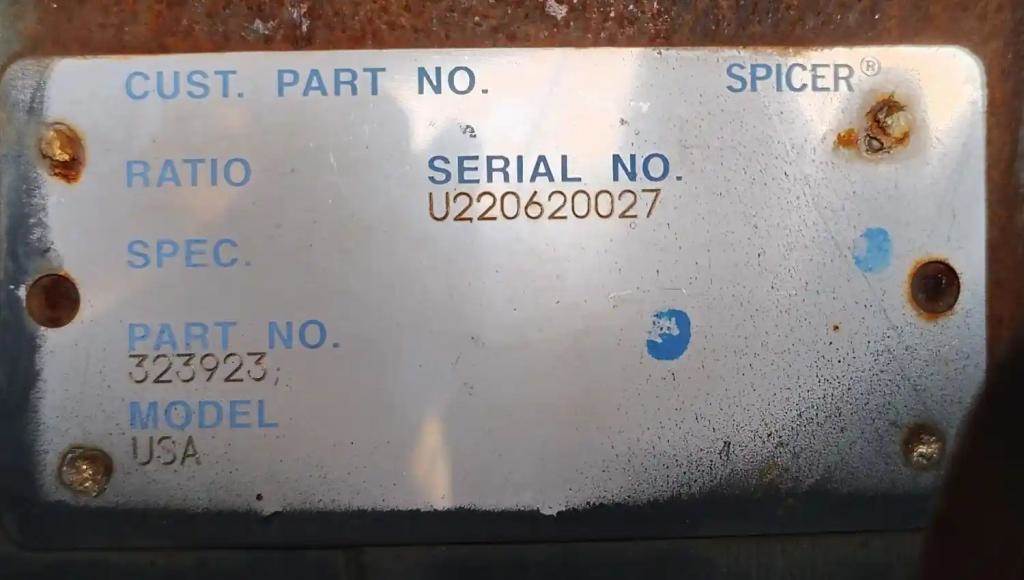 CUST. PART NO. SPICER®
RATIO SERIAL NO.
U220620027
SPEC.
PART NO.
323923
MODEL
USA